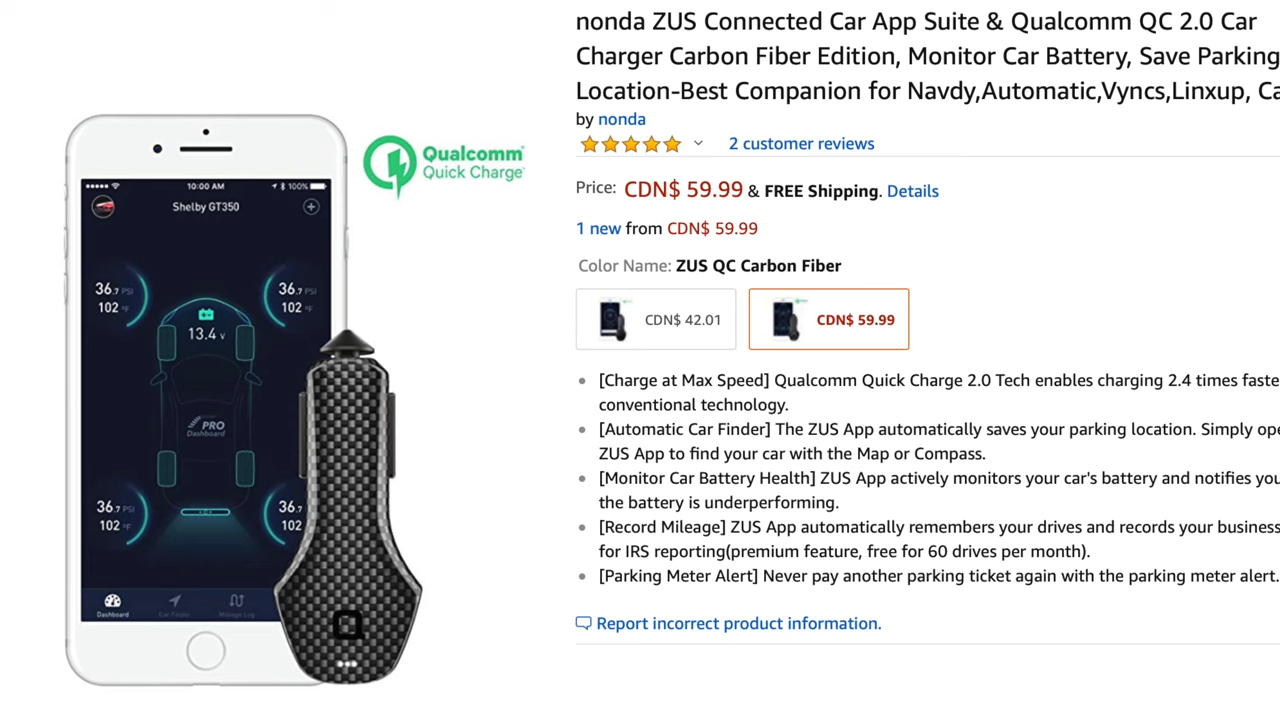 nonda ZUS Connected Car App Suite & Qualcomm QC 2.0 Car
Charger Carbon Fiber Edition, Monitor Car Battery, Save Parking
Location-Best Companion for Navdy,Automatic,Vyncs,Linxup, Ca
by nonda
2 customer reviews
Price: CDN$ 59.99 & FREE Shipping. Details
1 new from CDN$ 59.99
Color Name: ZUS QC Carbon Fiber
CDN$ 42.01
CDN$ 59.99
[Charge at Max Speed] Qualcomm Quick Charge 2.0 Tech enables charging 2.4 times faste
conventional technology.
[Automatic Car Finder] The ZUS App automatically saves your parking location. Simply ope
ZUS App to find your car with the Map or Compass.
[Monitor Car Battery Health] ZUS App actively monitors your car's battery and notifies you
the battery is underperforming.
[Record Mileage] ZUS App automatically remembers your drives and records your business
for IRS reporting(premium feature, free for 60 drives per month).
[Parking Meter Alert] Never pay another parking ticket again with the parking meter alert.
Report incorrect product information.
Qualcomm
Quick Charge
10:00 AM
100%
Shelby GT350
36.7 PSI
102 °F
36.7 PSI
102 °F
13.4 V
PRO
Dashboard
36.7 PSI
102 °F
36.7
102
Dashboard
Car Finder
Mileage Log